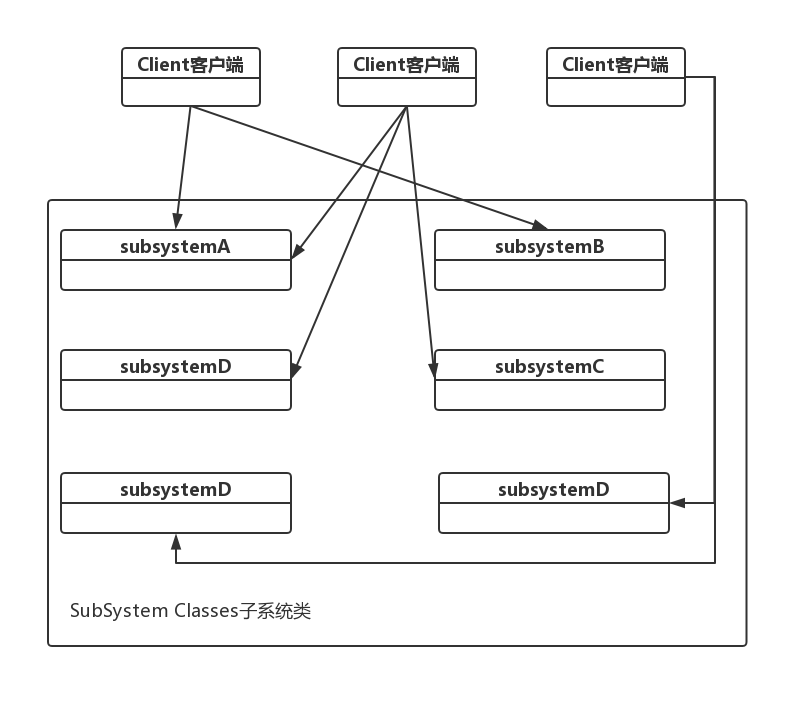 Client客户端
Client客户端
Client客户端
subsystemA
subsystemB
subsystemD
subsystemC
subsystemD
subsystemD
SubSystem Classes子系统类